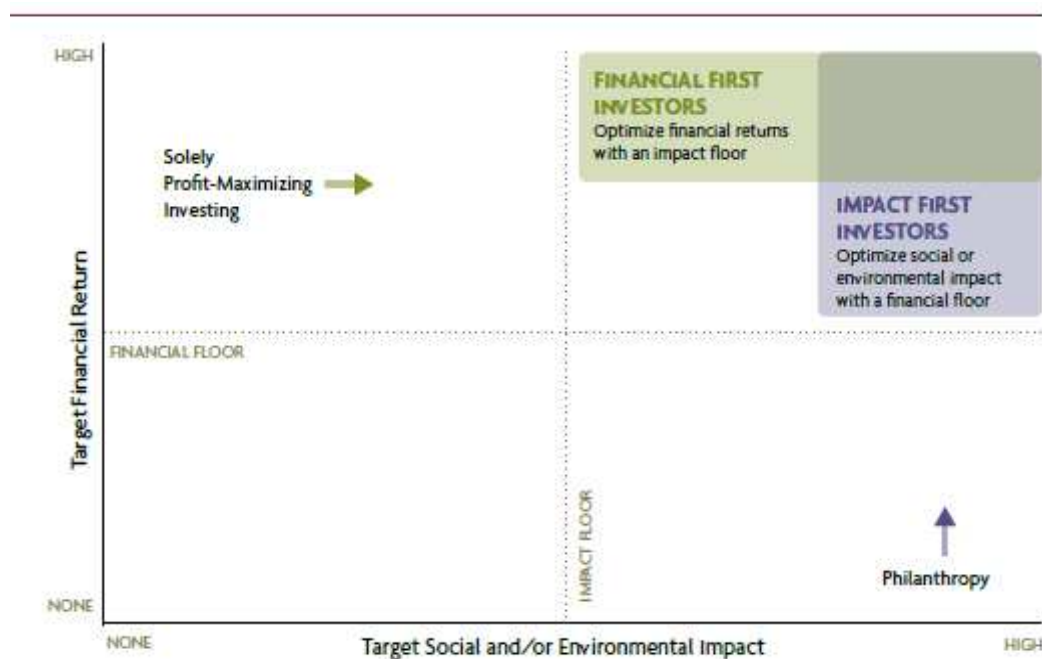 HIGH
FINANCIAL FIRST
INVESTORS
Optimize financial returns
with an impact floor
Solely
Profit-Maximizing
Investing
IMPACT FIRST
INVESTORS
Optimize social or
environmental impact
with a financial floor
Target Financial Return
FINANCIAL FLOOR
IMPACT FLOOR
Philanthropy
NONE
NONE
Target Social and/or Environmental Impact
HIGH